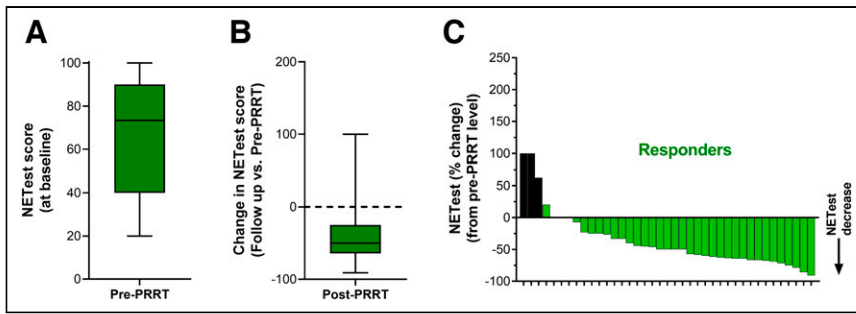 A
NETest score
(at baseline)
100
80
60
40
20
0
Pre-PRRT
B
Change in NETest score
(Follow up vs. Pre-PRRT)
200
100
0
-100
Post-PRRT
C
NETest (% change)
(from pre-PRRT level)
250
200
150
100
50
0
-50
-100
Responders
NETest
decrease